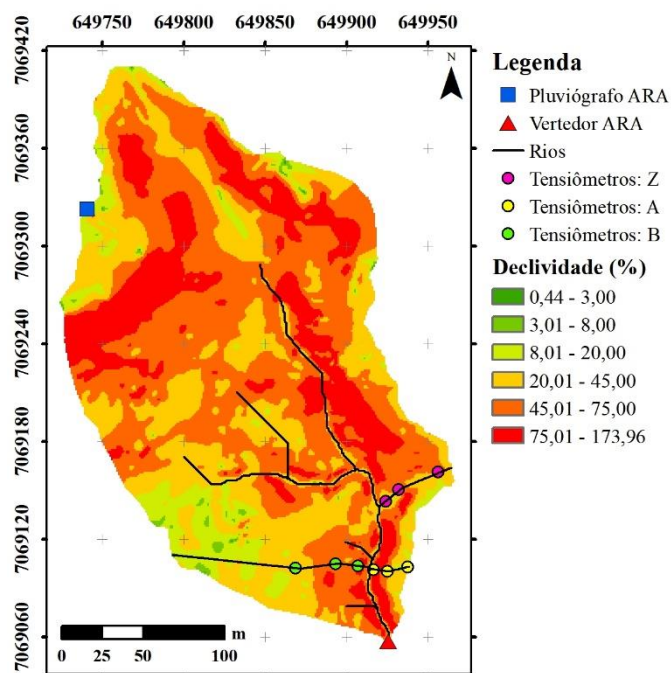 649750 649800 649850 649900 649950
7069420
7069360
7069300
7069240
7069180
7069120
7069060
N
0 25 50 100 m
Legenda
Pluviógrafo ARA
Vertedor ARA
Rios
Tensiômetros: Z
Tensiômetros: A
Tensiômetros: B
Declividade (%)
0,44 - 3,00
3,01 - 8,00
8,01 - 20,00
20,01 - 45,00
45,01 - 75,00
75,01 - 173,96